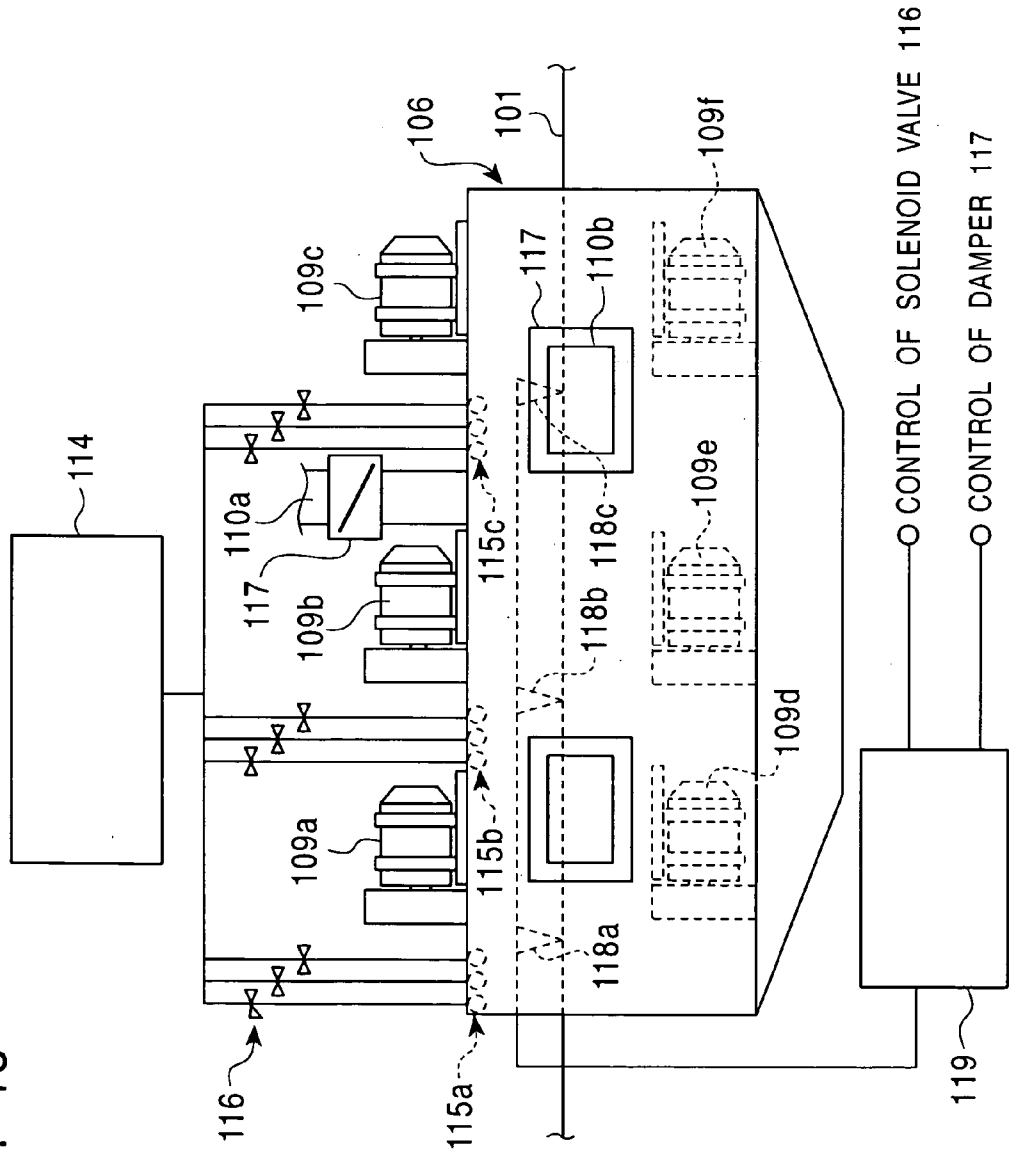 114
116
110a
117
109a
109c
109b
106
115a
115b
115c
101
117
118a
118b
118c
110b
109e
109f
109d
CONTROL OF SOLENOID VALVE 116
119
CONTROL OF DAMPER 117